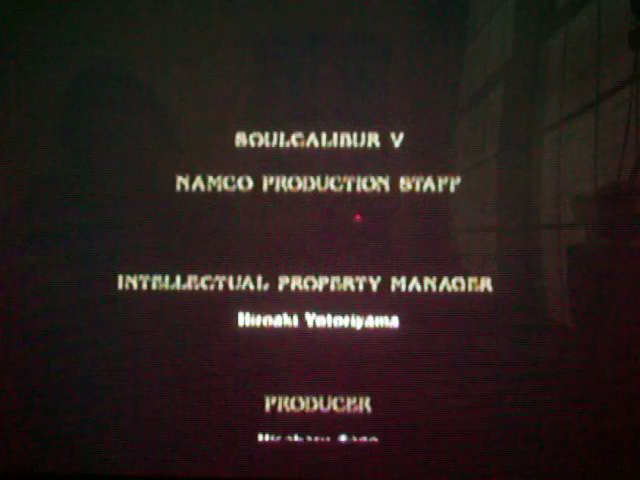 SOULCALIBUR V
NAMCO PRODUCTION STAFF
INTELLECTUAL PROPERTY MANAGER
Hiroaki Yotoriyama
PRODUCER